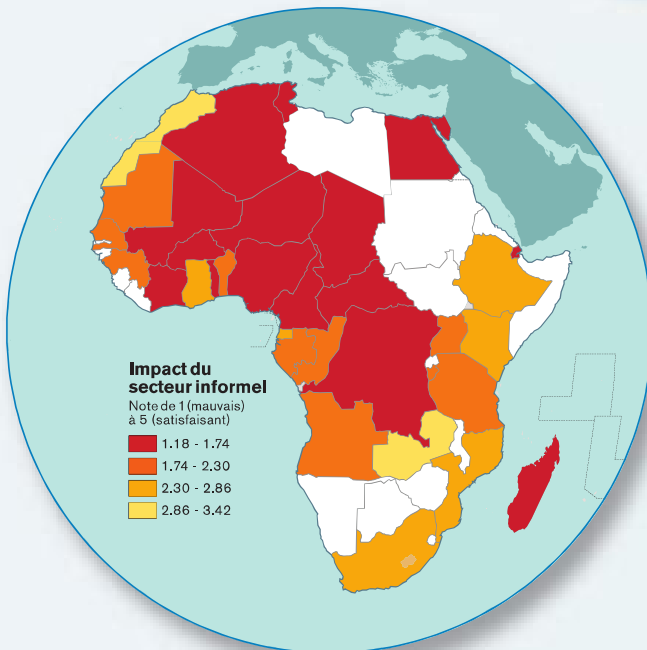 Impact du
secteur informel
Note de 1 (mauvais)
à 5 (satisfaisant)
1.18 - 1.74
1.74 - 2.30
2.30 - 2.86
2.86 - 3.42